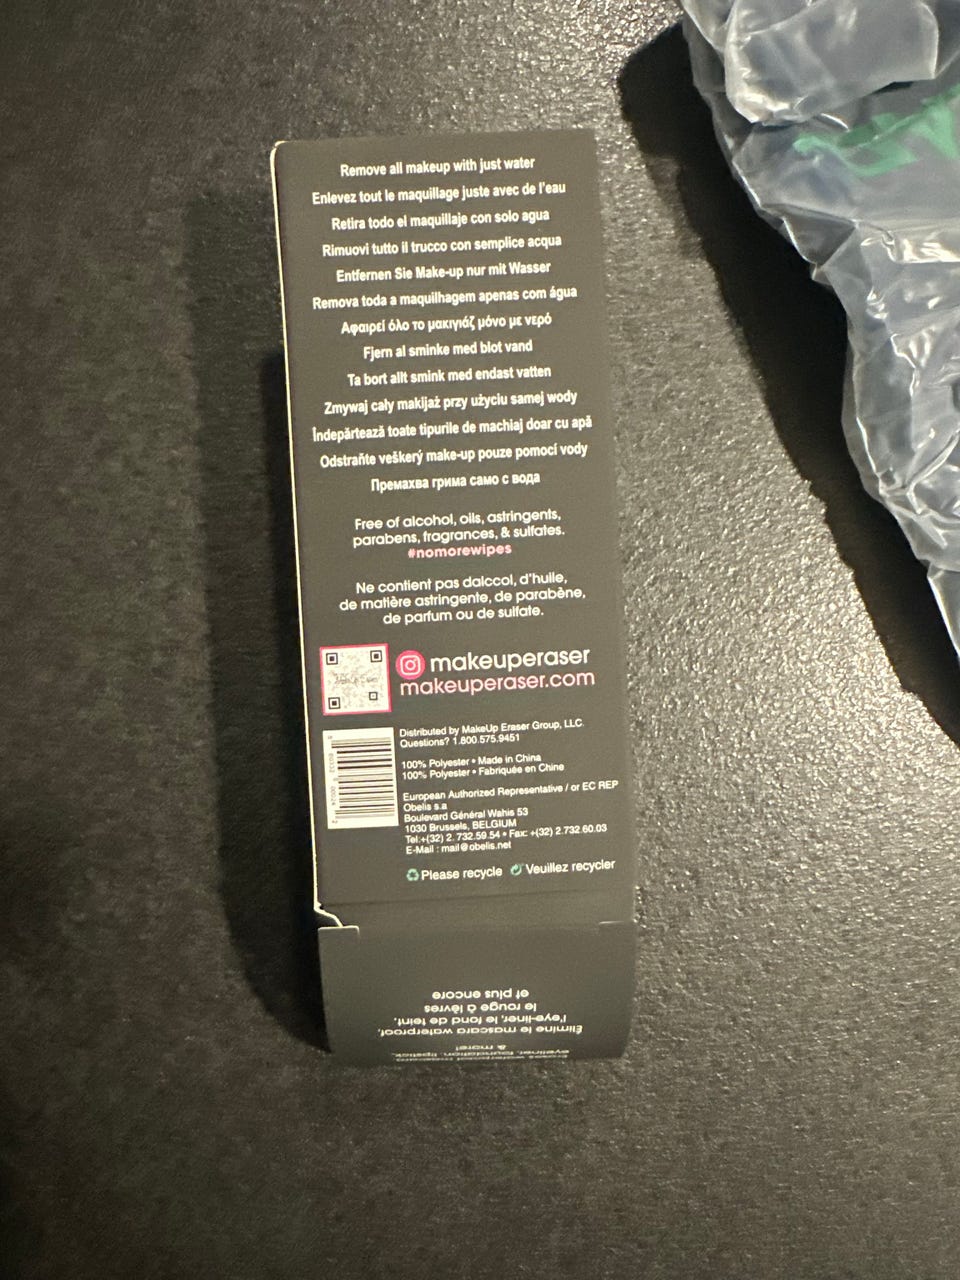 Remove all makeup with just water
Enlevez tout le maquillage juste avec de l'eau
Retira todo el maquillaje con solo agua
Rimuovi tutto il trucco con semplice acqua
Entfernen Sie Make-up nur mit Wasser
Remova toda a maquilhagem apenas com água
Αφαιρεί όλο το μακιγιάζ μόνο με νερό
Fjern al sminke med blot vand
Ta bort allt smink med endast vatten
Zmywaj cały makijaż przy użyciu samej wody
Îndepărtează toate tipurile de machiaj doar cu apă
Odstraňte veškerý make-up pouze pomocí vody
Премахва грима само с вода
Free of alcohol, oils, astringents,
parabens, fragrances, & sulfates.
#nomorewipes
Ne contient pas dalccol, d'huile,
de matière astringente, de parabène,
de parfum ou de sulfate.
makeuperaser
makeuperaser.com
Distributed by MakeUp Eraser Group, LLC.
Questions? 1.800.575.9451
100% Polyester • Made in China
100% Polyester • Fabriquée en Chine
European Authorized Representative / or EC REP
Obelis s.a
Boulevard Général Wahis 53
1030 Brussels, BELGIUM
Tel:+(32) 2. 732.59.54 • Fax: +(32) 2.732.60.03
E-Mail : mail@obelis.net
Please recycle Veuillez recycler
& more!
Élimine le mascara waterproof,
l'eye-liner, le fond de teint,
le rouge à lèvres
et plus encore